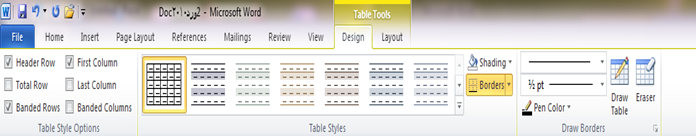 Doc۲۰۱۰ورد2 - Microsoft Word
Table Tools
File Home Insert Page Layout References Mailings Review View Design Layout
Header Row First Column
Total Row Last Column
Banded Rows Banded Columns
Table Style Options
Table Styles
Shading
Borders
½ pt
Pen Color
Draw Table
Eraser
Draw Borders